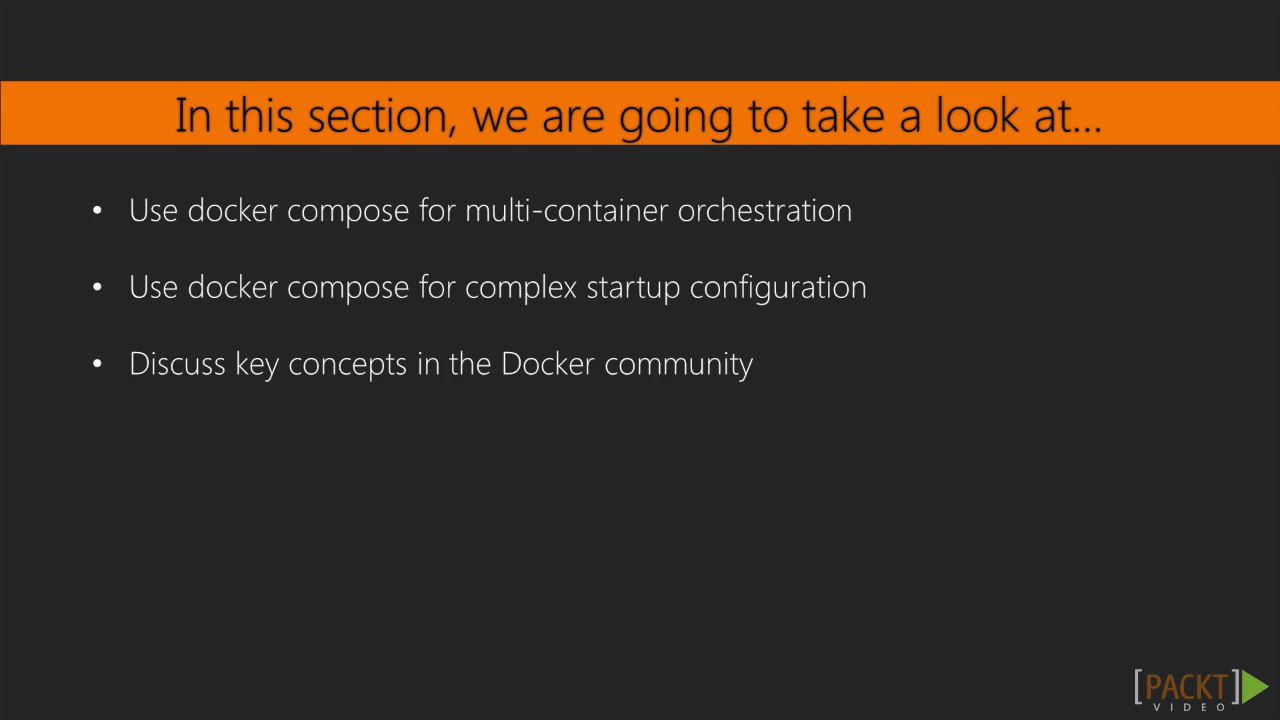 In this section, we are going to take a look at...
• Use docker compose for multi-container orchestration
• Use docker compose for complex startup configuration
• Discuss key concepts in the Docker community
[PACKT]
VIDEO